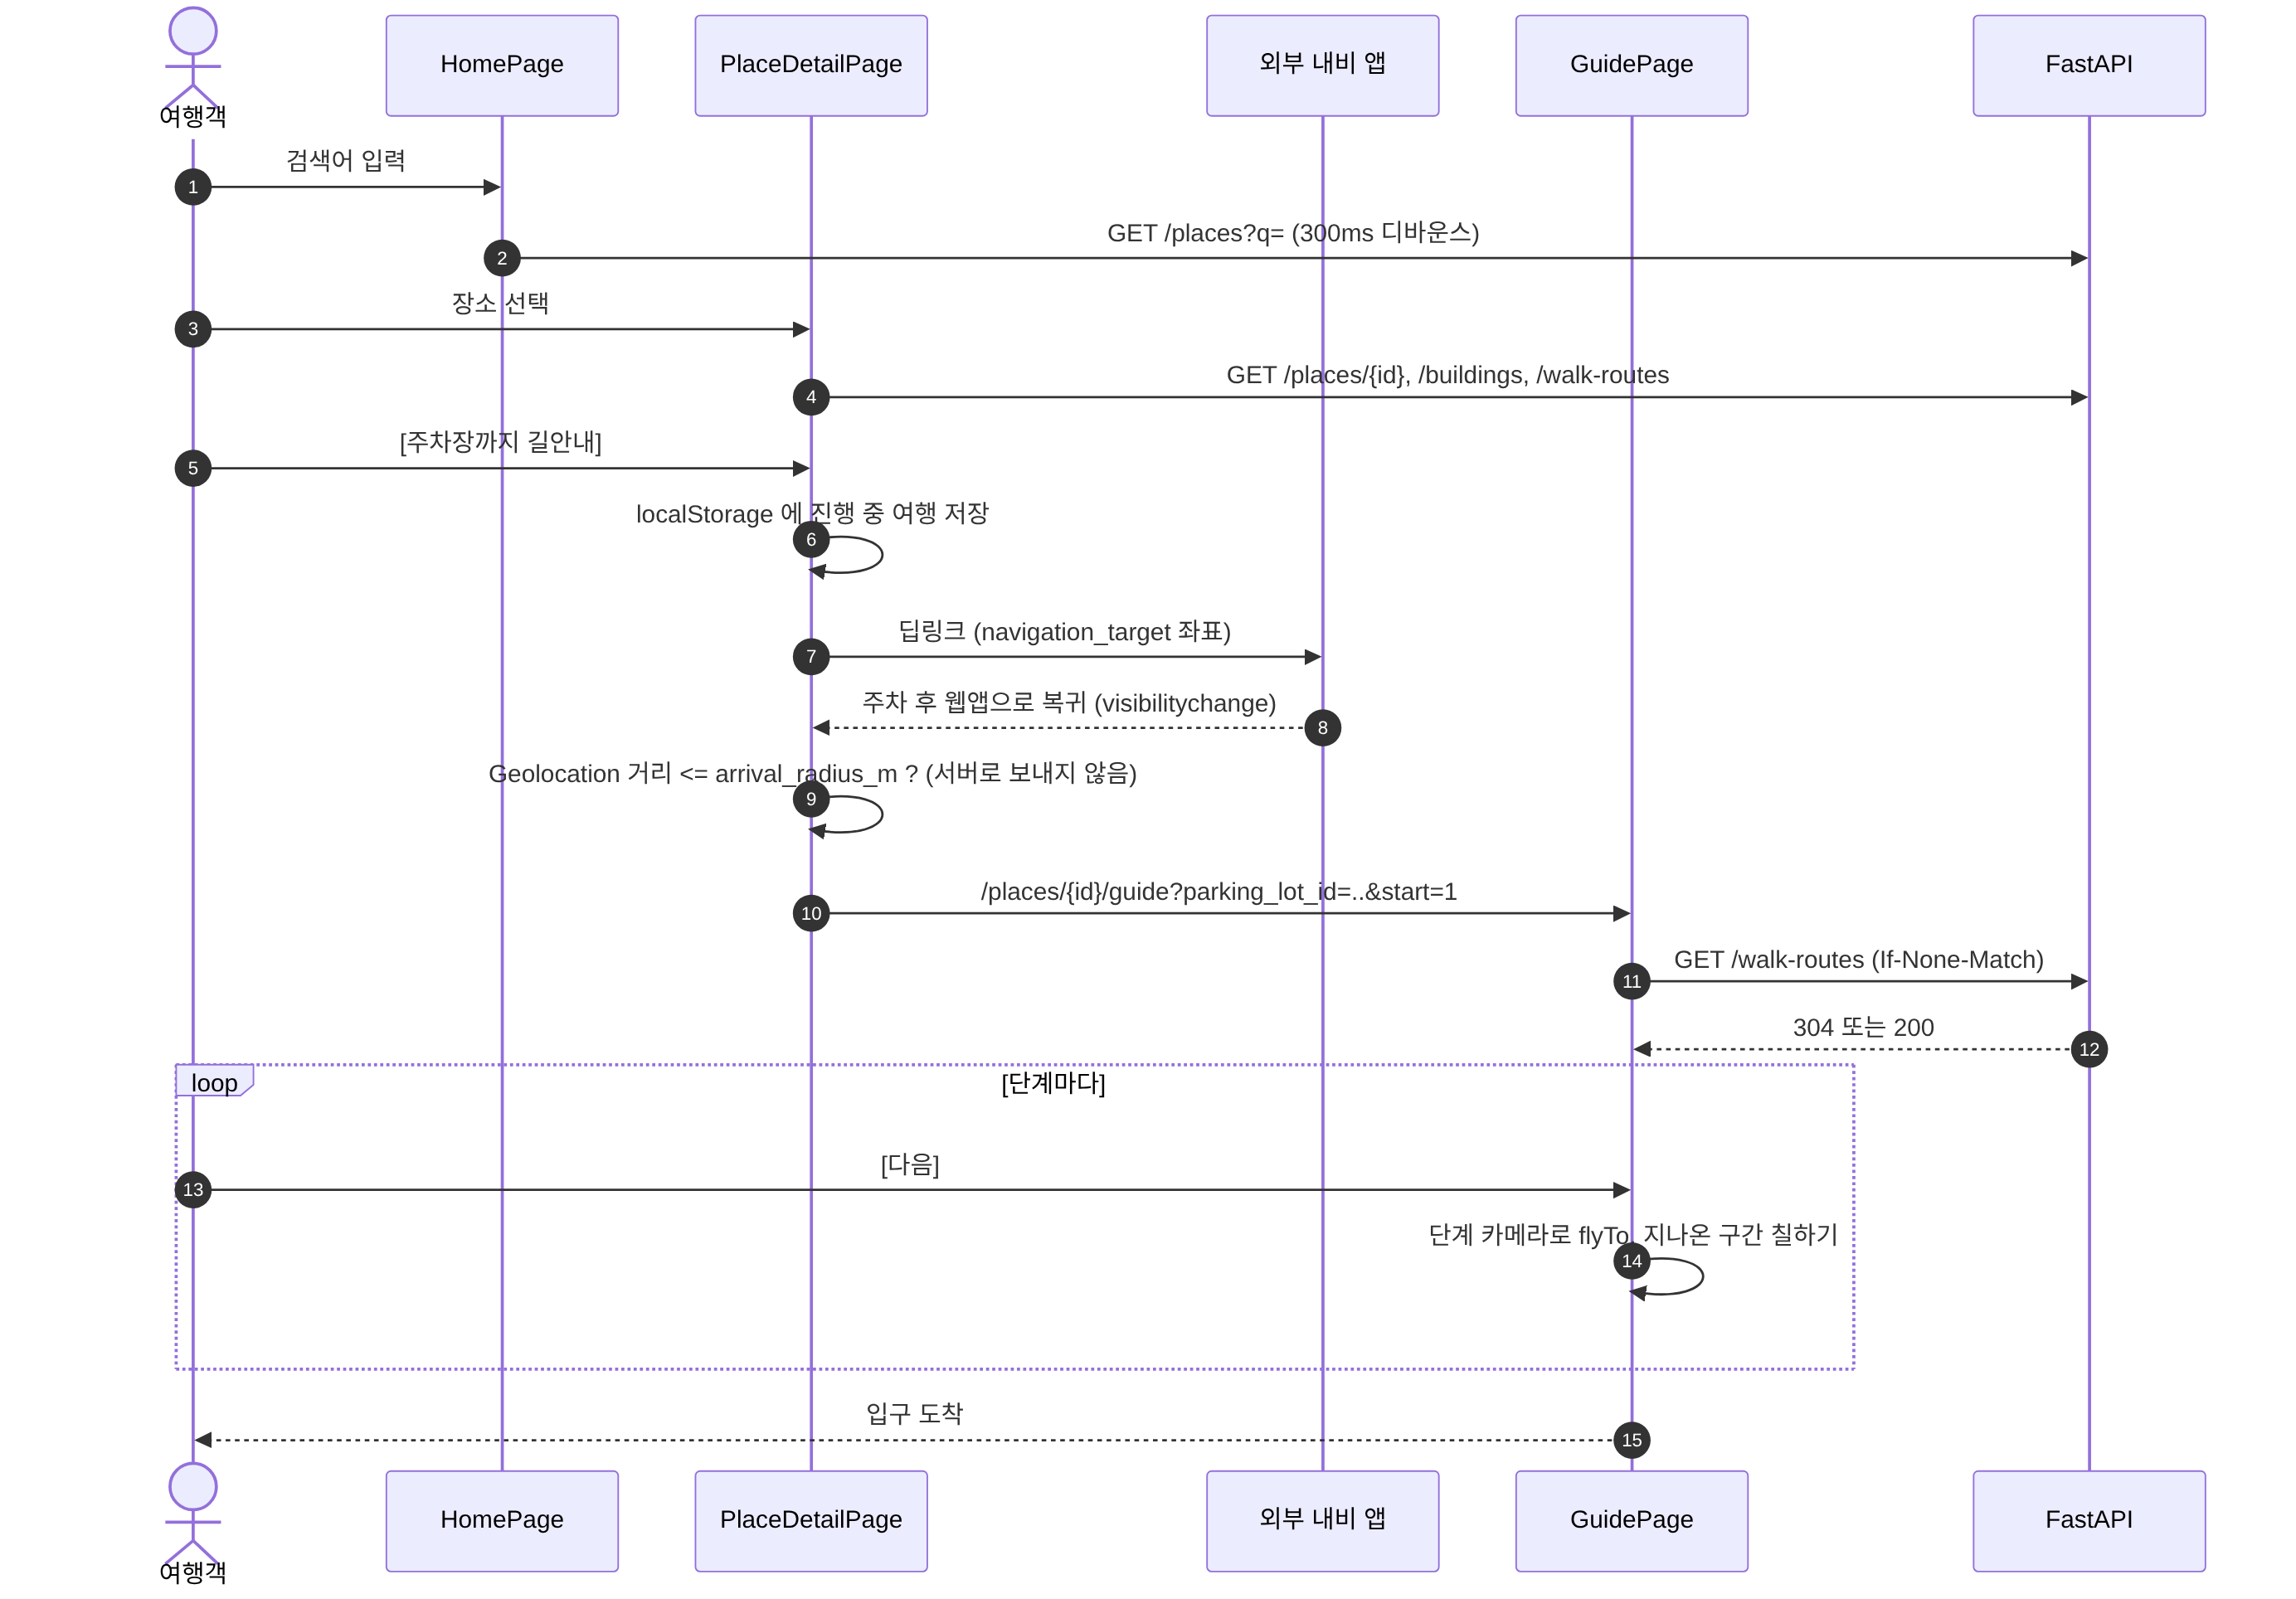 여행객
HomePage
PlaceDetailPage
외부 내비 앱
GuidePage
FastAPI
검색어 입력
1
GET /places?q= (300ms 디바운스)
2
장소 선택
3
GET /places/{id}, /buildings, /walk-routes
4
[주차장까지 길안내]
5
localStorage 에 진행 중 여행 저장
6
딥링크 (navigation_target 좌표)
7
주차 후 웹앱으로 복귀 (visibilitychange)
8
Geolocation 거리 <= arrival_radius_m ? (서버로 보내지 않음)
9
/places/{id}/guide?parking_lot_id=..&start=1
10
GET /walk-routes (If-None-Match)
11
304 또는 200
12
loop
[단계마다]
[다음]
13
단계 카메라로 flyTo, 지나온 구간 칠하기
14
입구 도착
15
여행객
HomePage
PlaceDetailPage
외부 내비 앱
GuidePage
FastAPI